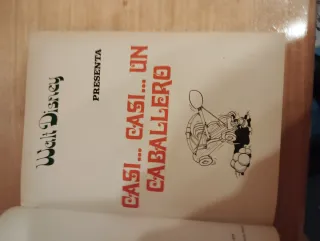 Walt Disney
PRESENTA
CASI... CASI... UN
CABALLERO